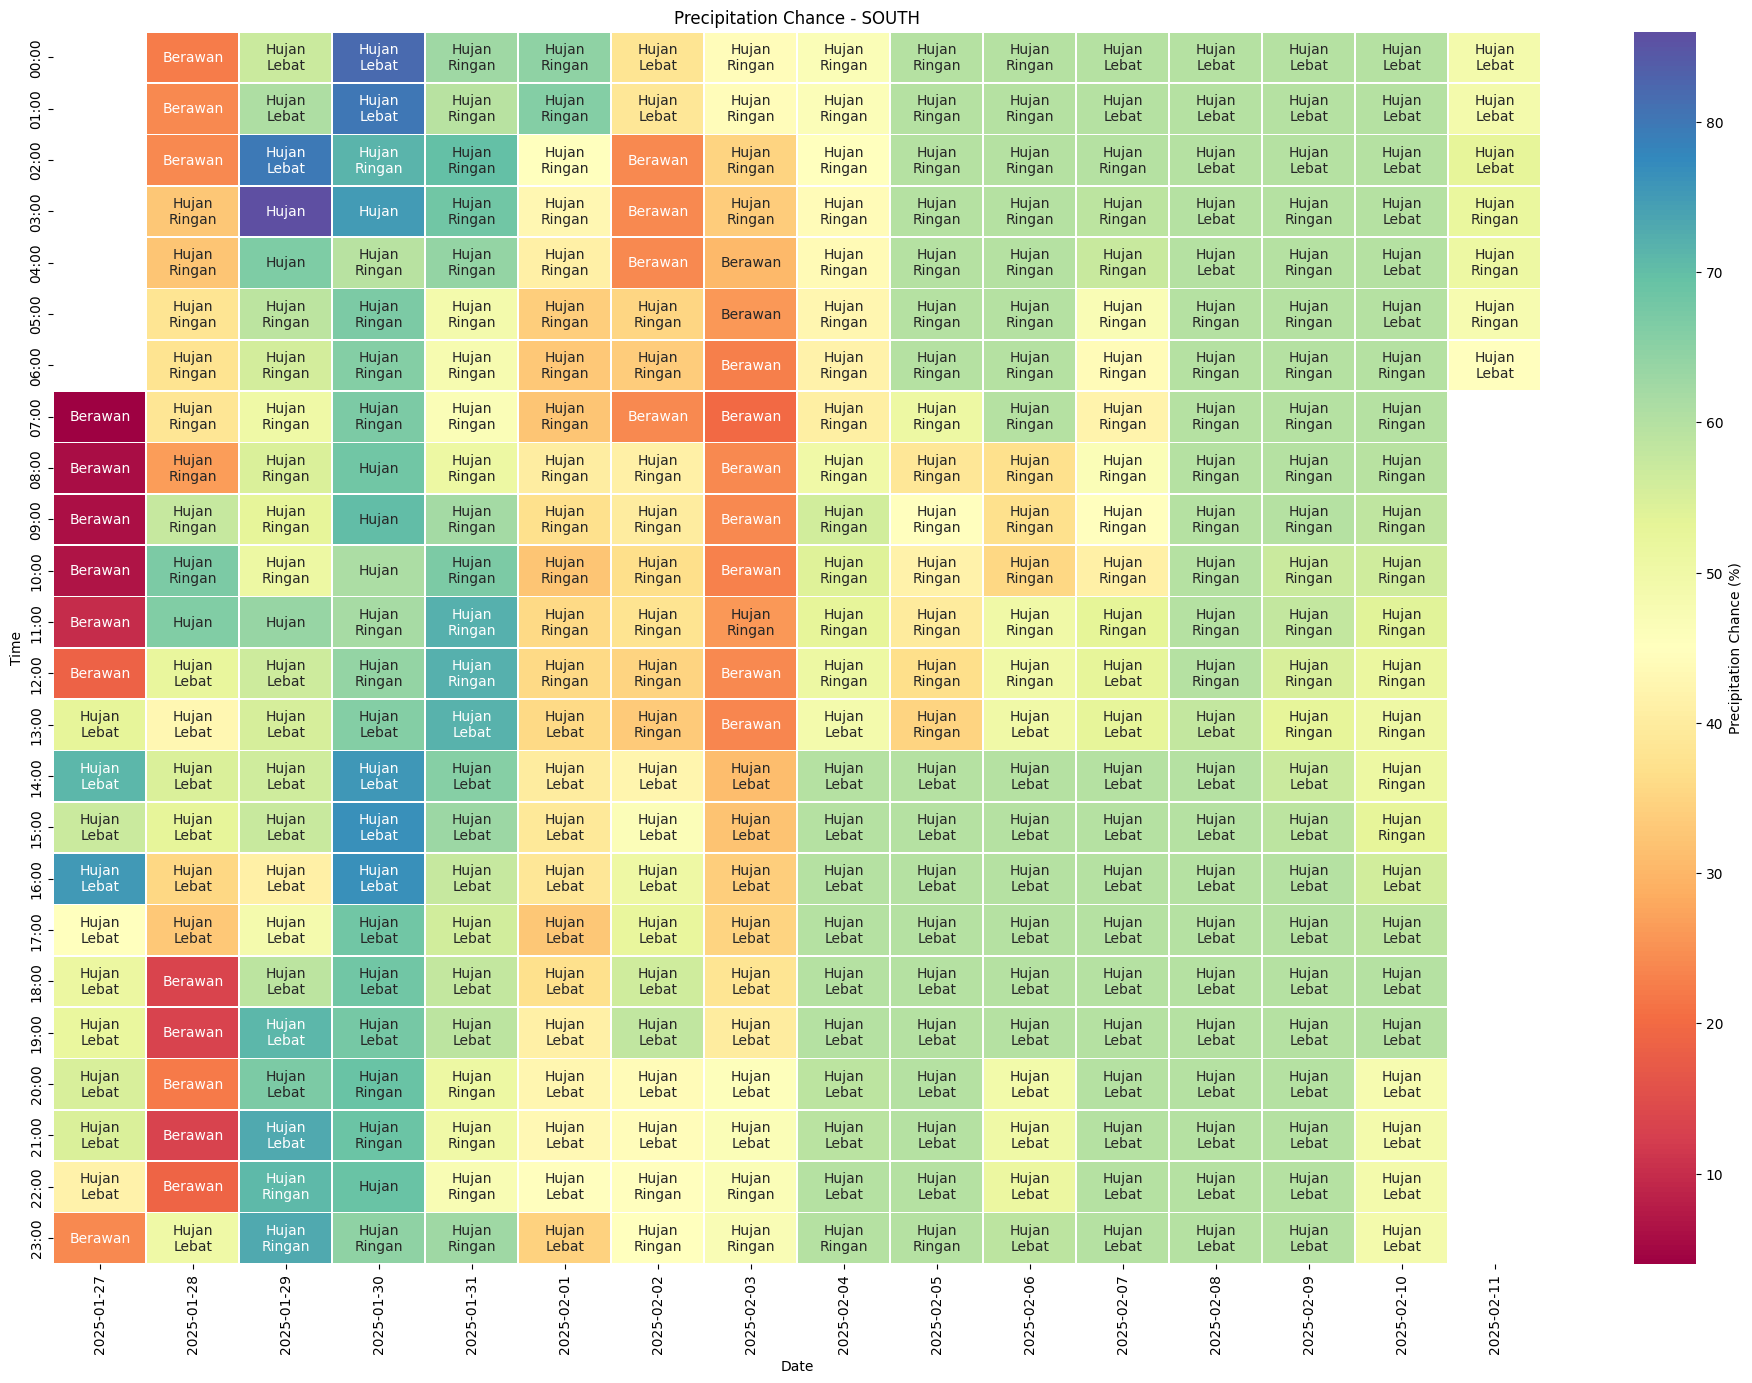 Precipitation Chance - SOUTH
00:00 Berawan Hujan Lebat Hujan Lebat Hujan Ringan Hujan Ringan Hujan Lebat Hujan Ringan Hujan Ringan Hujan Ringan Hujan Ringan Hujan Lebat Hujan Lebat Hujan Lebat Hujan Lebat Hujan Lebat
01:00 Berawan Hujan Lebat Hujan Lebat Hujan Ringan Hujan Ringan Hujan Lebat Hujan Ringan Hujan Ringan Hujan Ringan Hujan Ringan Hujan Lebat Hujan Lebat Hujan Lebat Hujan Lebat Hujan Lebat
02:00 Berawan Hujan Lebat Hujan Ringan Hujan Ringan Hujan Ringan Berawan Hujan Ringan Hujan Ringan Hujan Ringan Hujan Ringan Hujan Ringan Hujan Lebat Hujan Lebat Hujan Lebat Hujan Lebat
03:00 Hujan Ringan Hujan Hujan Hujan Ringan Hujan Ringan Berawan Hujan Ringan Hujan Ringan Hujan Ringan Hujan Ringan Hujan Ringan Hujan Lebat Hujan Ringan Hujan Lebat Hujan Ringan
04:00 Hujan Ringan Hujan Hujan Ringan Hujan Ringan Hujan Ringan Berawan Berawan Hujan Ringan Hujan Ringan Hujan Ringan Hujan Ringan Hujan Lebat Hujan Ringan Hujan Lebat Hujan Ringan
05:00 Hujan Ringan Hujan Ringan Hujan Ringan Hujan Ringan Hujan Ringan Hujan Ringan Berawan Hujan Ringan Hujan Ringan Hujan Ringan Hujan Ringan Hujan Ringan Hujan Ringan Hujan Lebat Hujan Ringan
06:00 Hujan Ringan Hujan Ringan Hujan Ringan Hujan Ringan Hujan Ringan Hujan Ringan Berawan Hujan Ringan Hujan Ringan Hujan Ringan Hujan Ringan Hujan Ringan Hujan Ringan Hujan Ringan Hujan Lebat
07:00 Berawan Hujan Ringan Hujan Ringan Hujan Ringan Hujan Ringan Hujan Ringan Berawan Berawan Hujan Ringan Hujan Ringan Hujan Ringan Hujan Ringan Hujan Ringan Hujan Ringan Hujan Ringan
08:00 Berawan Hujan Ringan Hujan Ringan Hujan Hujan Ringan Hujan Ringan Hujan Ringan Berawan Hujan Ringan Hujan Ringan Hujan Ringan Hujan Ringan Hujan Ringan Hujan Ringan Hujan Ringan
09:00 Berawan Hujan Ringan Hujan Ringan Hujan Hujan Ringan Hujan Ringan Hujan Ringan Berawan Hujan Ringan Hujan Ringan Hujan Ringan Hujan Ringan Hujan Ringan Hujan Ringan Hujan Ringan
10:00 Berawan Hujan Ringan Hujan Ringan Hujan Hujan Ringan Hujan Ringan Hujan Ringan Berawan Hujan Ringan Hujan Ringan Hujan Ringan Hujan Ringan Hujan Ringan Hujan Ringan Hujan Ringan
11:00 Berawan Hujan Hujan Hujan Ringan Hujan Ringan Hujan Ringan Hujan Ringan Hujan Ringan Hujan Ringan Hujan Ringan Hujan Ringan Hujan Ringan Hujan Ringan Hujan Ringan Hujan Ringan
12:00 Berawan Hujan Lebat Hujan Lebat Hujan Ringan Hujan Ringan Hujan Ringan Hujan Ringan Berawan Hujan Ringan Hujan Ringan Hujan Ringan Hujan Lebat Hujan Ringan Hujan Ringan Hujan Ringan
13:00 Hujan Lebat Hujan Lebat Hujan Lebat Hujan Lebat Hujan Lebat Hujan Lebat Hujan Ringan Berawan Hujan Lebat Hujan Ringan Hujan Lebat Hujan Lebat Hujan Lebat Hujan Ringan Hujan Ringan
14:00 Hujan Lebat Hujan Lebat Hujan Lebat Hujan Lebat Hujan Lebat Hujan Lebat Hujan Lebat Hujan Lebat Hujan Lebat Hujan Lebat Hujan Lebat Hujan Lebat Hujan Lebat Hujan Lebat Hujan Ringan
15:00 Hujan Lebat Hujan Lebat Hujan Lebat Hujan Lebat Hujan Lebat Hujan Lebat Hujan Lebat Hujan Lebat Hujan Lebat Hujan Lebat Hujan Lebat Hujan Lebat Hujan Lebat Hujan Lebat Hujan Ringan
16:00 Hujan Lebat Hujan Lebat Hujan Lebat Hujan Lebat Hujan Lebat Hujan Lebat Hujan Lebat Hujan Lebat Hujan Lebat Hujan Lebat Hujan Lebat Hujan Lebat Hujan Lebat Hujan Lebat Hujan Lebat
17:00 Hujan Lebat Hujan Lebat Hujan Lebat Hujan Lebat Hujan Lebat Hujan Lebat Hujan Lebat Hujan Lebat Hujan Lebat Hujan Lebat Hujan Lebat Hujan Lebat Hujan Lebat Hujan Lebat Hujan Lebat
18:00 Hujan Lebat Berawan Hujan Lebat Hujan Lebat Hujan Lebat Hujan Lebat Hujan Lebat Hujan Lebat Hujan Lebat Hujan Lebat Hujan Lebat Hujan Lebat Hujan Lebat Hujan Lebat Hujan Lebat
19:00 Hujan Lebat Berawan Hujan Lebat Hujan Lebat Hujan Lebat Hujan Lebat Hujan Lebat Hujan Lebat Hujan Lebat Hujan Lebat Hujan Lebat Hujan Lebat Hujan Lebat Hujan Lebat Hujan Lebat
20:00 Hujan Lebat Berawan Hujan Lebat Hujan Ringan Hujan Ringan Hujan Lebat Hujan Lebat Hujan Lebat Hujan Lebat Hujan Lebat Hujan Lebat Hujan Lebat Hujan Lebat Hujan Lebat Hujan Lebat
21:00 Hujan Lebat Berawan Hujan Lebat Hujan Ringan Hujan Ringan Hujan Lebat Hujan Lebat Hujan Lebat Hujan Lebat Hujan Lebat Hujan Lebat Hujan Lebat Hujan Lebat Hujan Lebat Hujan Lebat
22:00 Hujan Lebat Berawan Hujan Ringan Hujan Hujan Ringan Hujan Lebat Hujan Ringan Hujan Ringan Hujan Lebat Hujan Lebat Hujan Lebat Hujan Lebat Hujan Lebat Hujan Lebat Hujan Lebat
23:00 Berawan Hujan Lebat Hujan Ringan Hujan Ringan Hujan Ringan Hujan Lebat Hujan Ringan Hujan Ringan Hujan Ringan Hujan Ringan Hujan Lebat Hujan Lebat Hujan Lebat Hujan Lebat Hujan Lebat
Time
2025-01-27 2025-01-28 2025-01-29 2025-01-30 2025-01-31 2025-02-01 2025-02-02 2025-02-03 2025-02-04 2025-02-05 2025-02-06 2025-02-07 2025-02-08 2025-02-09 2025-02-10 2025-02-11
Date
80
70
60
50
40
30
20
10
Precipitation Chance (%)